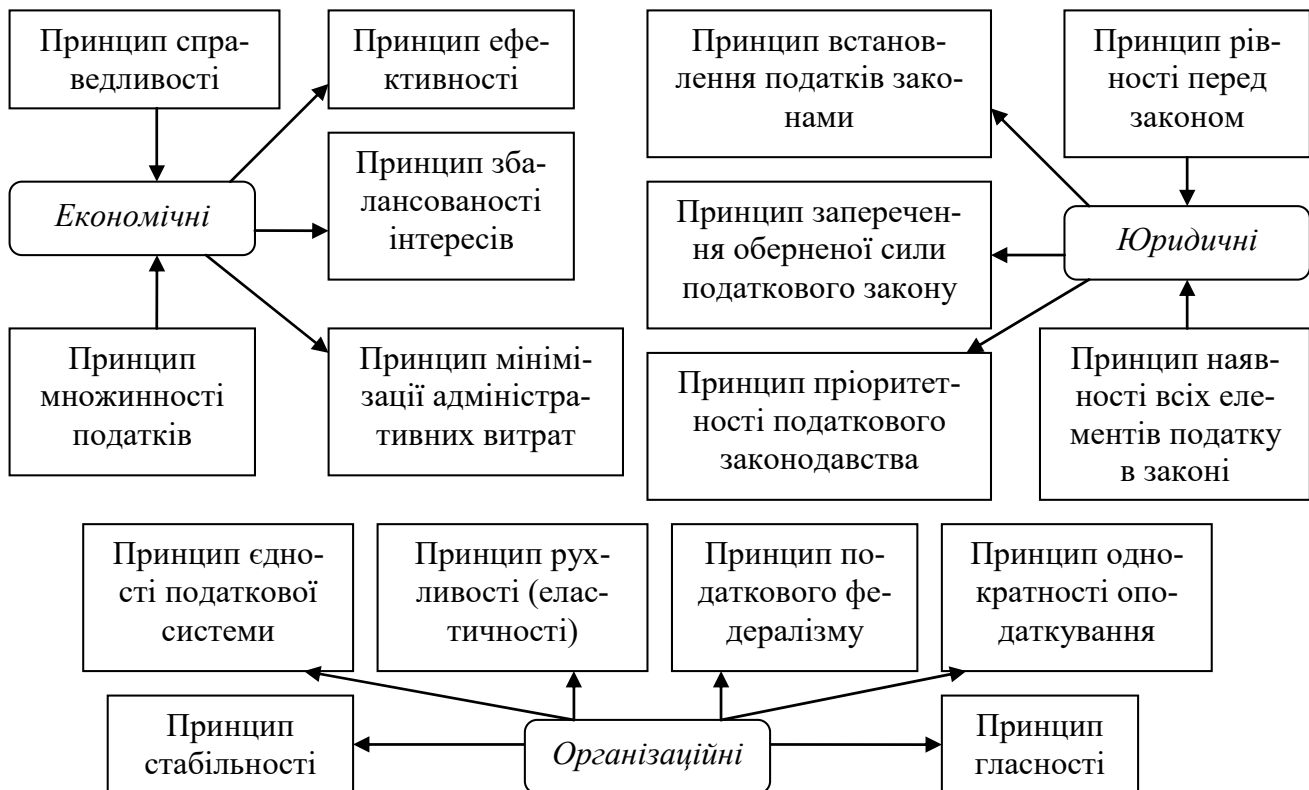 Принцип спра-
ведливості
Принцип ефе-
ктивності
Економічні
Принцип зба-
лансованості
інтересів
Принцип
множинності
податків
Принцип мінімі-
зації адміністра-
тивних витрат
Принцип встанов-
лення податків зако-
нами
Принцип рів-
ності перед
законом
Принцип заперечен-
ня оберненої сили
податкового закону
Юридичні
Принцип пріоритет-
ності податкового
законодавства
Принцип наяв-
ності всіх еле-
ментів податку
в законі
Принцип єдно-
сті податкової
системи
Принцип рух-
ливості (елас-
тичності)
Принцип по-
даткового фе-
дералізму
Принцип одно-
кратності опо-
даткування
Принцип
стабільності
Організаційні
Принцип
гласності